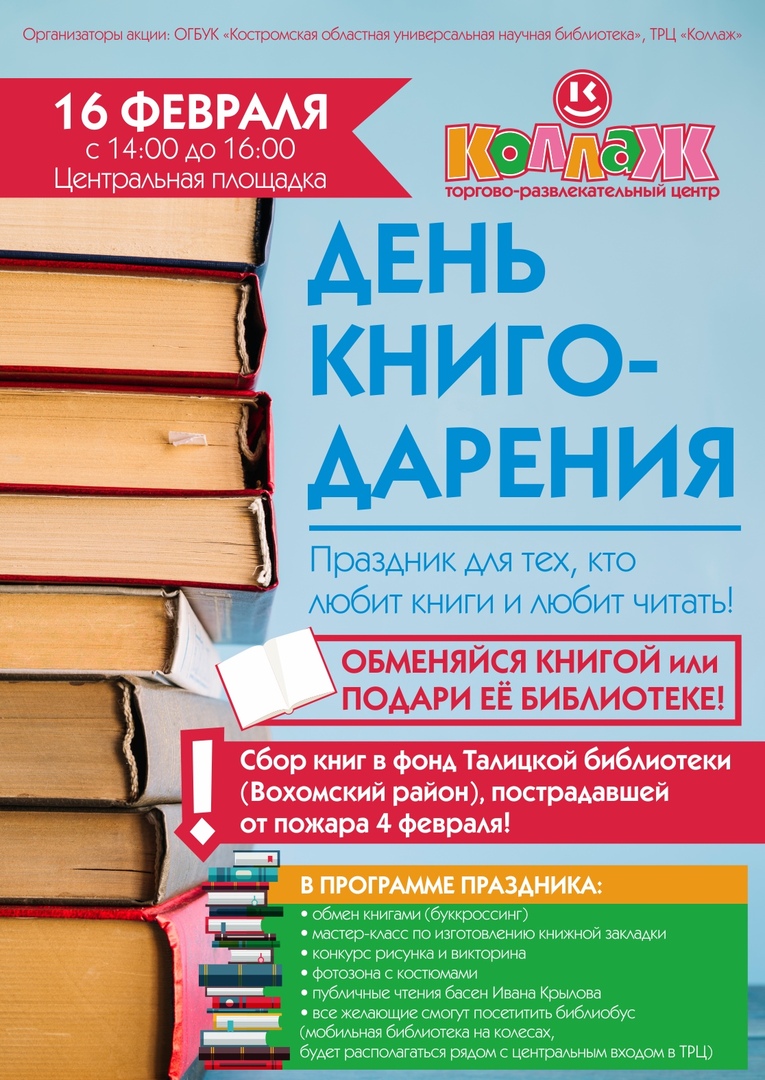 Организаторы акции: ОГБУК «Костромская областная универсальная научная библиотека», ТРЦ «Коллаж»
16 ФЕВРАЛЯ
с 14:00 до 16:00
Центральная площадка
К
КОЛЛАЖ
торгово-развлекательный центр
ДЕНЬ
КНИГО-
ДАРЕНИЯ
Праздник для тех, кто
любит книги и любит читать!
ОБМЕНЯЙСЯ КНИГОЙ или
ПОДАРИ ЕЁ БИБЛИОТЕКЕ!
!
Сбор книг в фонд Талицкой библиотеки
(Вохомский район), пострадавшей
от пожара 4 февраля!
В ПРОГРАММЕ ПРАЗДНИКА:
• обмен книгами (буккроссинг)
• мастер-класс по изготовлению книжной закладки
• конкурс рисунка и викторина
• фотозона с костюмами
• публичные чтения басен Ивана Крылова
• все желающие смогут посетитить библиобус
(мобильная библиотека на колесах,
будет располагаться рядом с центральным входом в ТРЦ)